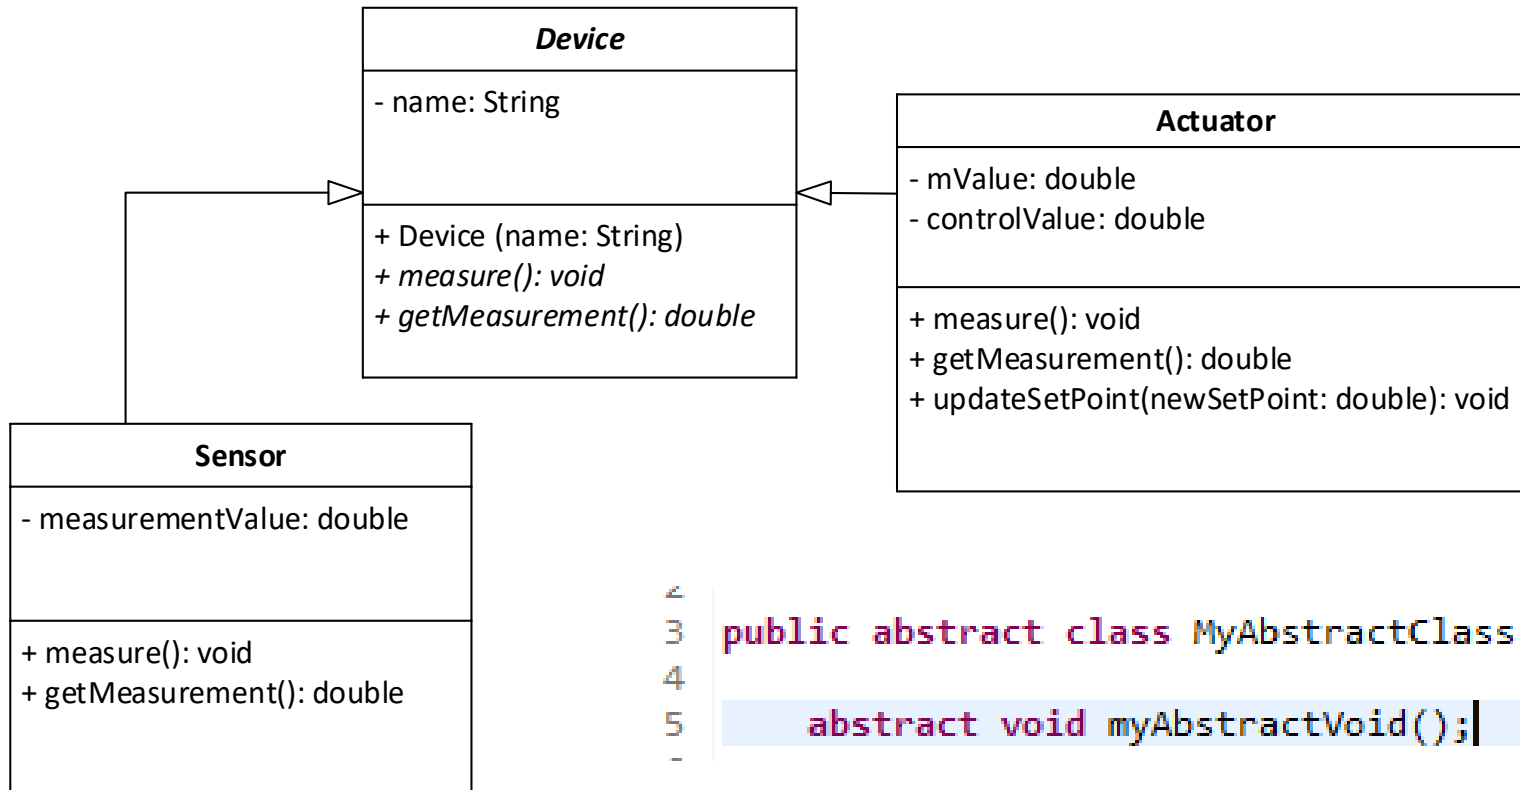 Device
- name: String
+ Device (name: String)
+ measure(): void
+ getMeasurement(): double
Actuator
- mValue: double
- controlValue: double
+ measure(): void
+ getMeasurement(): double
+ updateSetPoint(newSetPoint: double): void
Sensor
- measurementValue: double
+ measure(): void
+ getMeasurement(): double
3 public abstract class MyAbstractClass
4
5 abstract void myAbstractVoid();